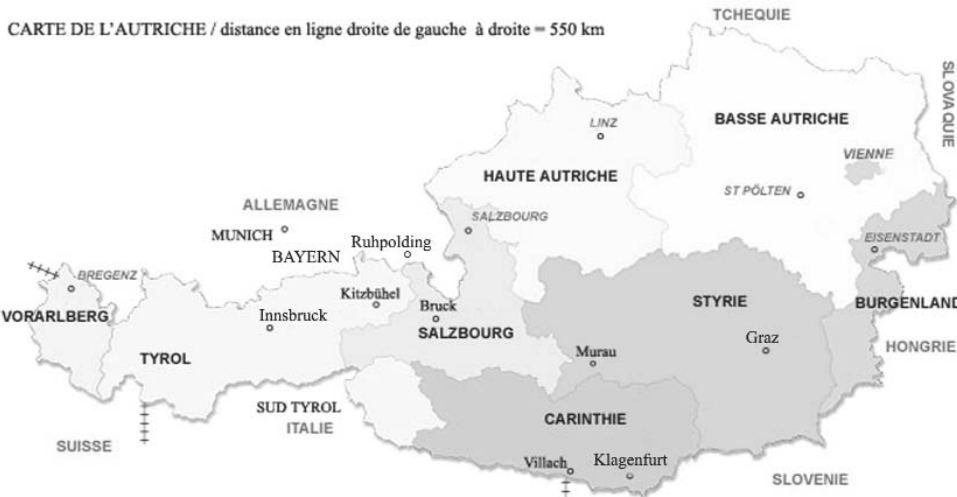 TCHEQUIE
CARTE DE L'AUTRICHE / distance en ligne droite de gauche à droite = 550 km
SLOVAQUIE
LINZ
BASSE AUTRICHE
VIENNE
HAUTE AUTRICHE
ST PÖLTEN
ALLEMAGNE
SALZBOURG
MUNICH
Ruhpolding
BAYERN
EISENSTADT
BREGENZ
Kitzbühel
Bruck
STYRIE
BURGENLAND
VORARLBERG
Innsbruck
SALZBOURG
Graz
HONGRIE
TYROL
Murau
SUD TYROL
ITALIE
CARINTHIE
SUISSE
Villach
Klagenfurt
SLOVENIE